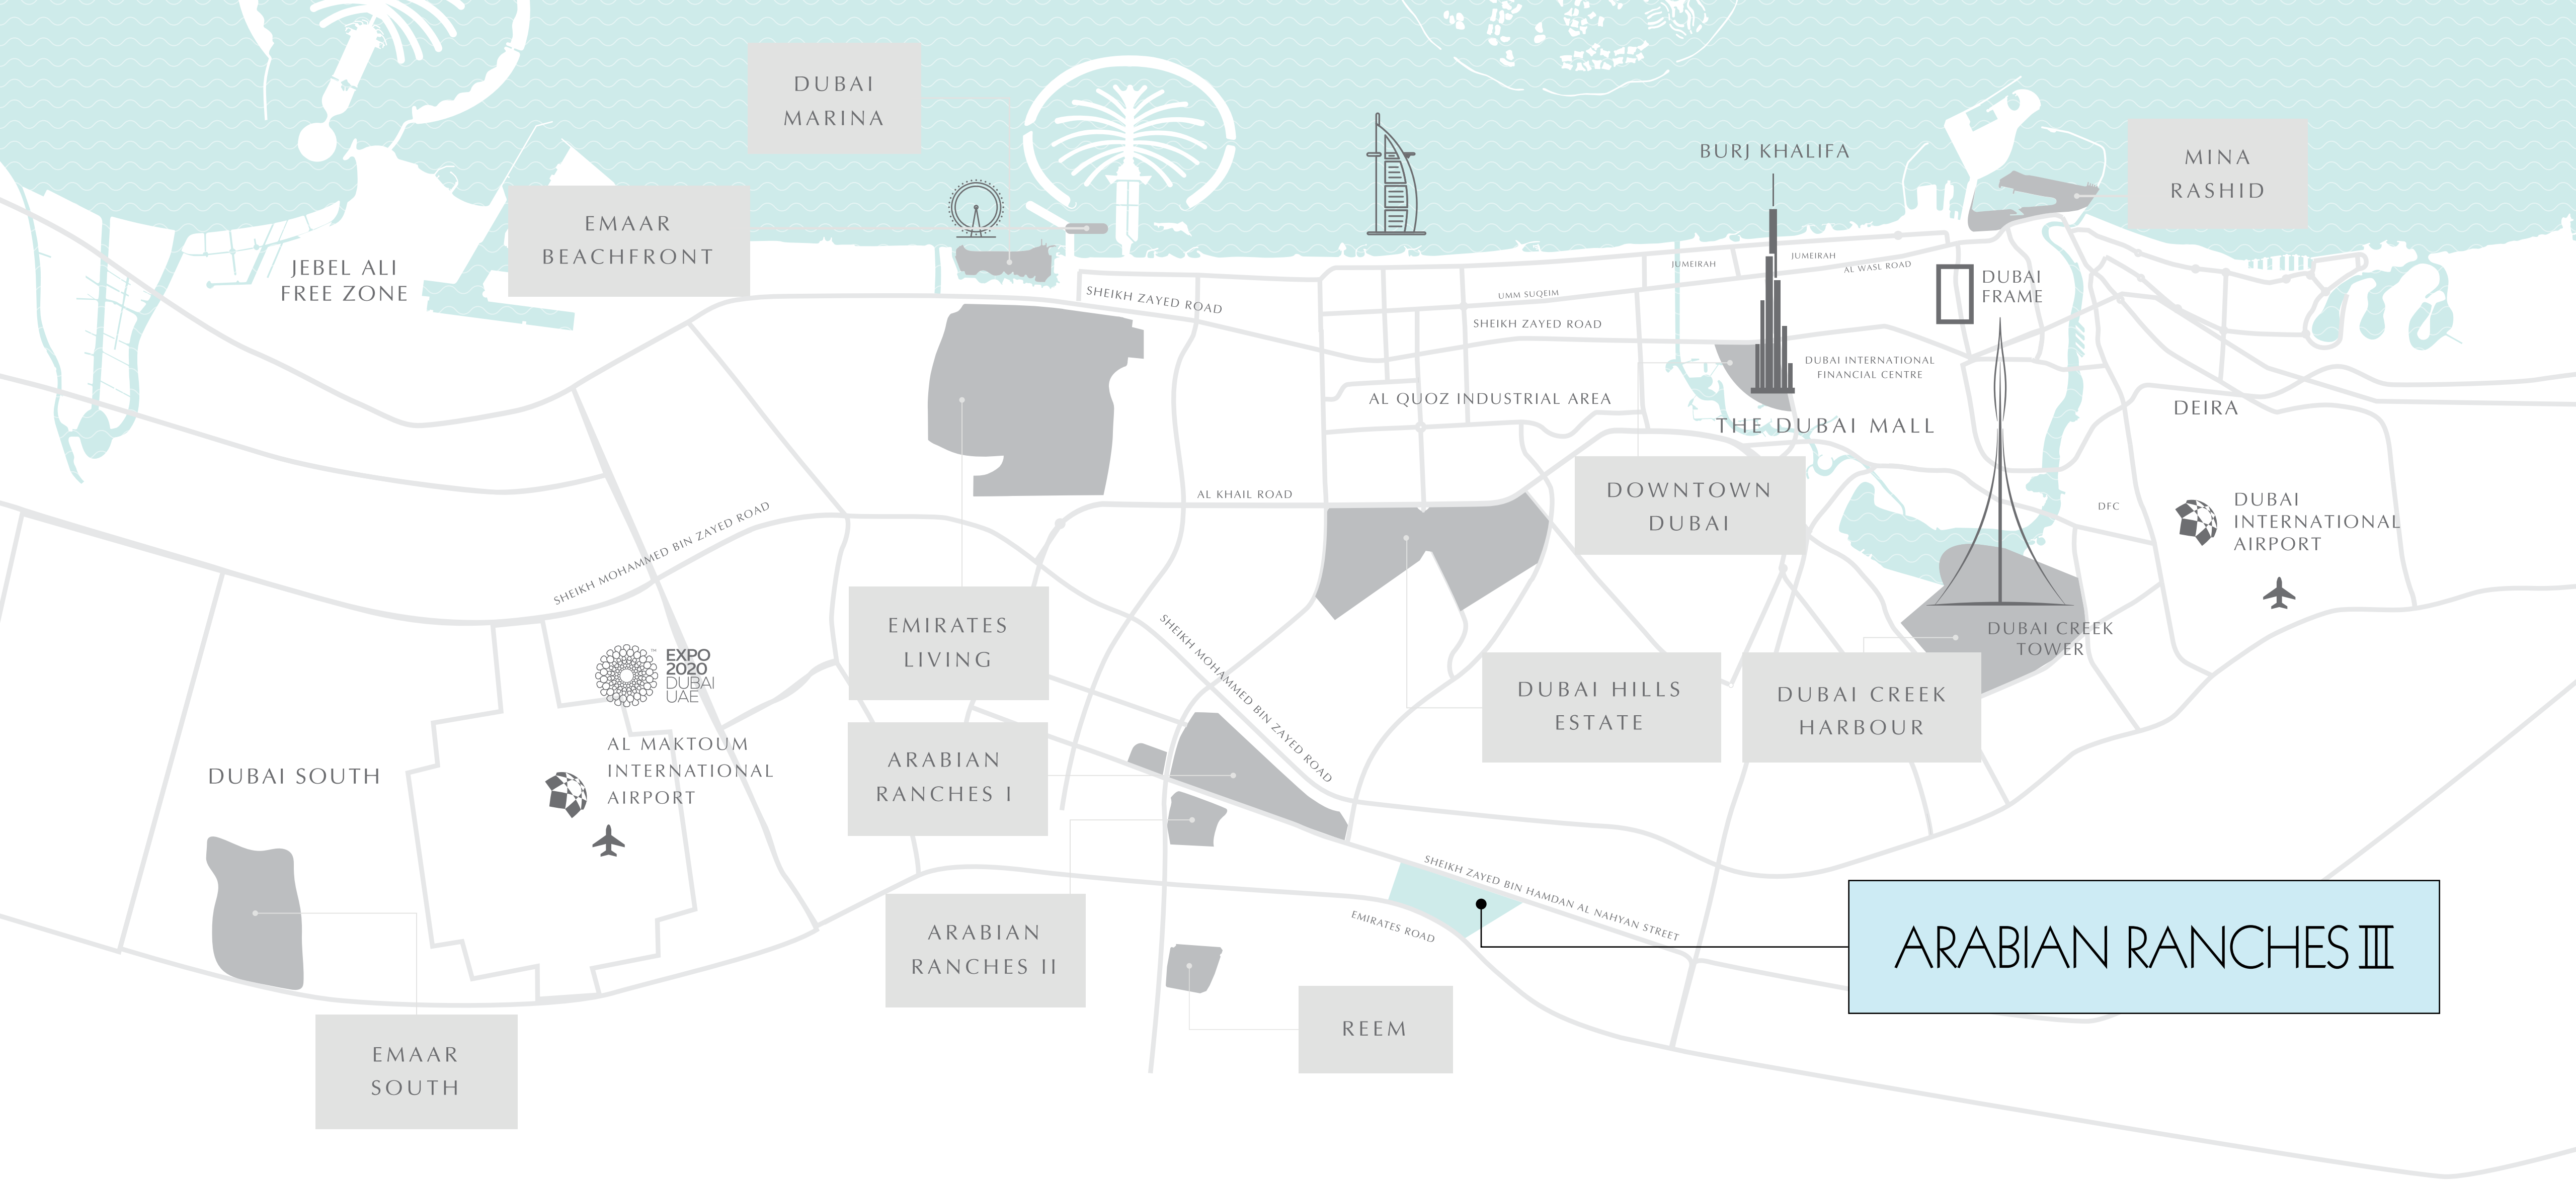 DUBAI
MARINA
BURJ KHALIFA
MINA
RASHID
EMAAR
BEACHFRONT
JEBEL ALI
FREE ZONE
JUMEIRAH
JUMEIRAH
AL WASL ROAD
DUBAI
FRAME
SHEIKH ZAYED ROAD
UMM SUQEIM
SHEIKH ZAYED ROAD
DUBAI INTERNATIONAL
FINANCIAL CENTRE
AL QUOZ INDUSTRIAL AREA
THE DUBAI MALL
DEIRA
AL KHAIL ROAD
DOWNTOWN
DUBAI
DFC
DUBAI
INTERNATIONAL
AIRPORT
SHEIKH MOHAMMED BIN ZAYED ROAD
EMIRATES
LIVING
SHEIKH MOHAMMED BIN ZAYED ROAD
DUBAI CREEK
TOWER
EXPO
2020
DUBAI
UAE
™
DUBAI HILLS
ESTATE
DUBAI CREEK
HARBOUR
AL MAKTOUM
INTERNATIONAL
AIRPORT
DUBAI SOUTH
ARABIAN
RANCHES I
SHEIKH ZAYED BIN HAMDAN AL NAHYAN STREET
EMIRATES ROAD
ARABIAN
RANCHES II
ARABIAN RANCHES III
REEM
EMAAR
SOUTH